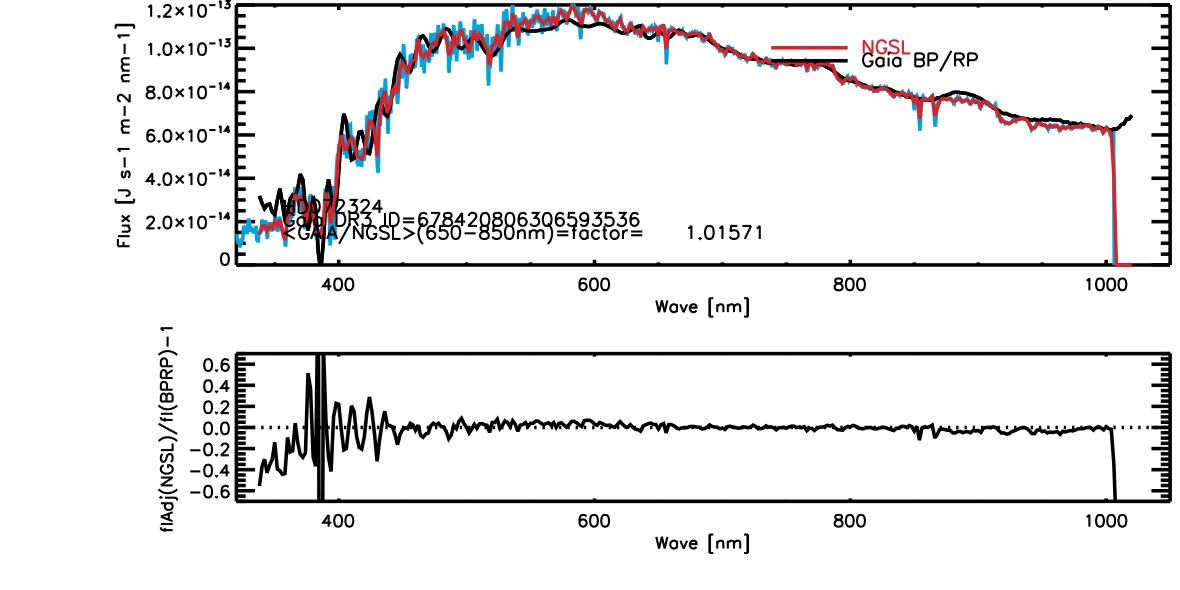 1.2×10−13
1.0×10−13
8.0×10−14
6.0×10−14
4.0×10−14
2.0×10−14
0
Flux [J s−1 m−2 nm−1]
NGSL
Gaia BP/RP
HD072324
Gaia DR3 ID=678420806306593536
<GAIA/NGSL>(650−850nm)=factor= 1.01571
400 600 800 1000
Wave [nm]
flAdj(NGSL)/fl(BPRP)−1
0.6
0.4
0.2
0.0
−0.2
−0.4
−0.6
400 600 800 1000
Wave [nm]